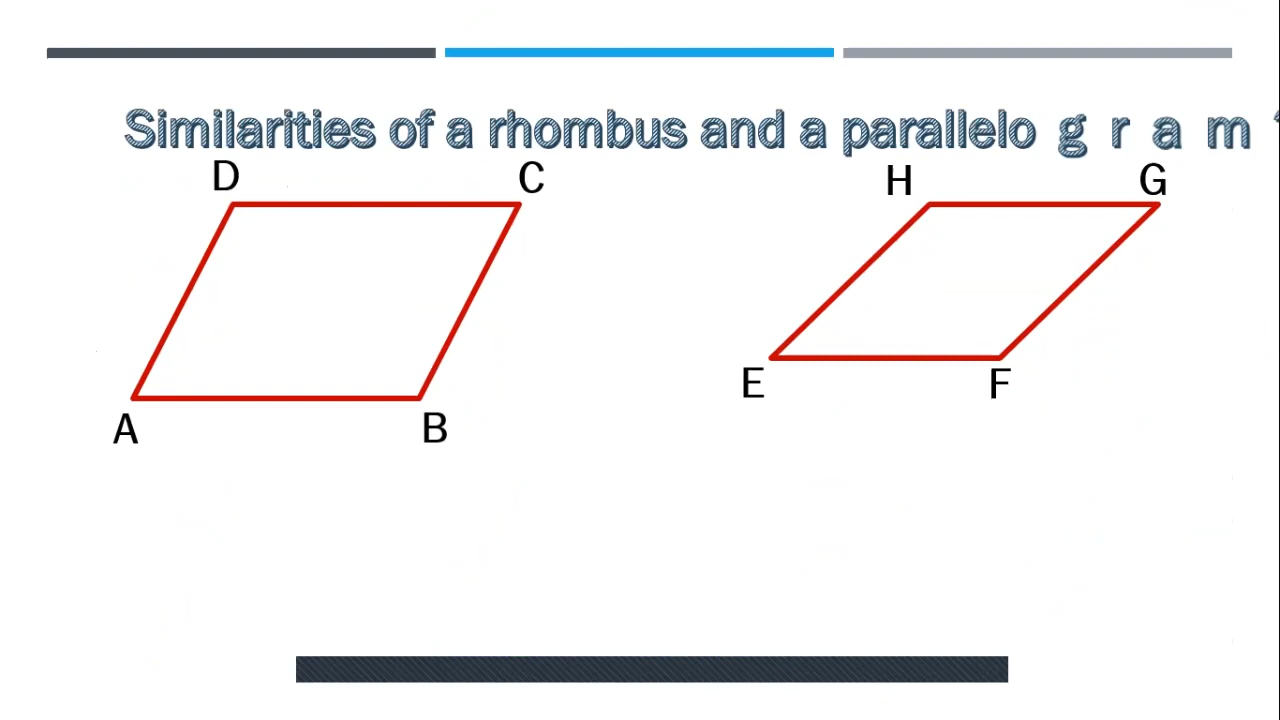 Similarities of a rhombus and a parallelo g r a m
D C H G
E F
A B